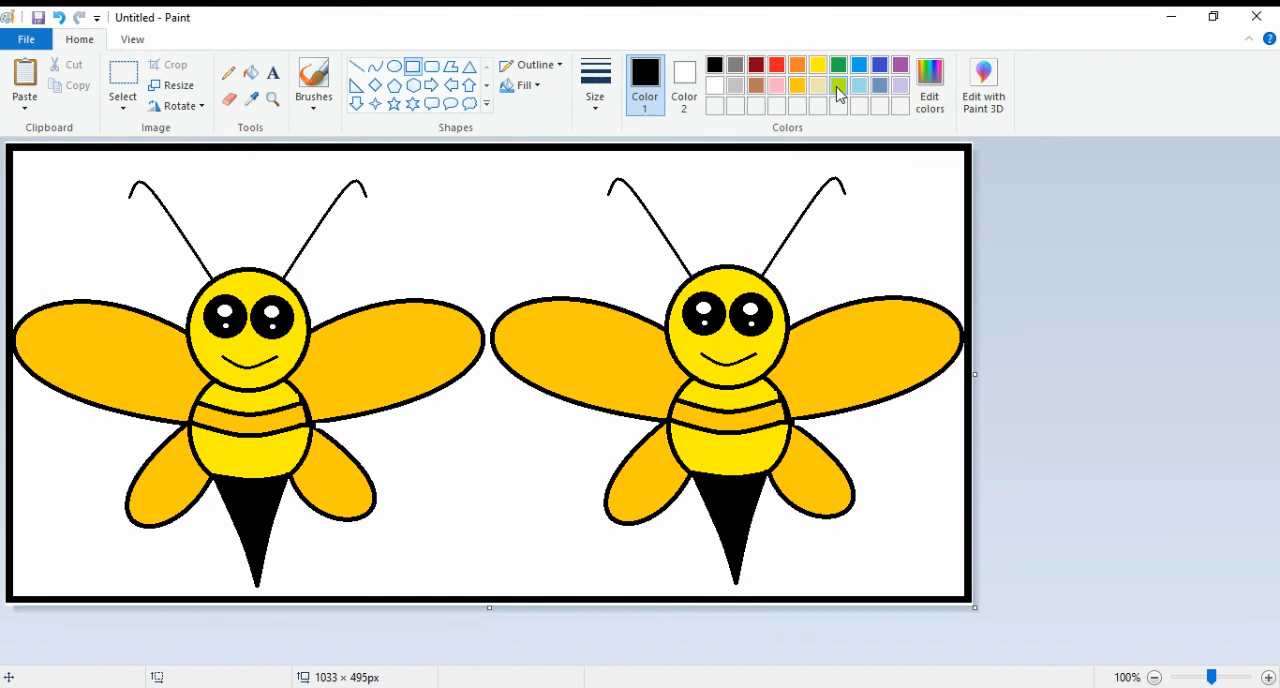 Untitled - Paint
File Home View
Paste
Cut
Copy
Clipboard
Select
Crop
Resize
Rotate
Image
A
Tools
Brushes
Outline
Fill
Shapes
Size
Color 1
Color 2
Edit colors
Colors
Edit with Paint 3D
1033 × 495px
100%